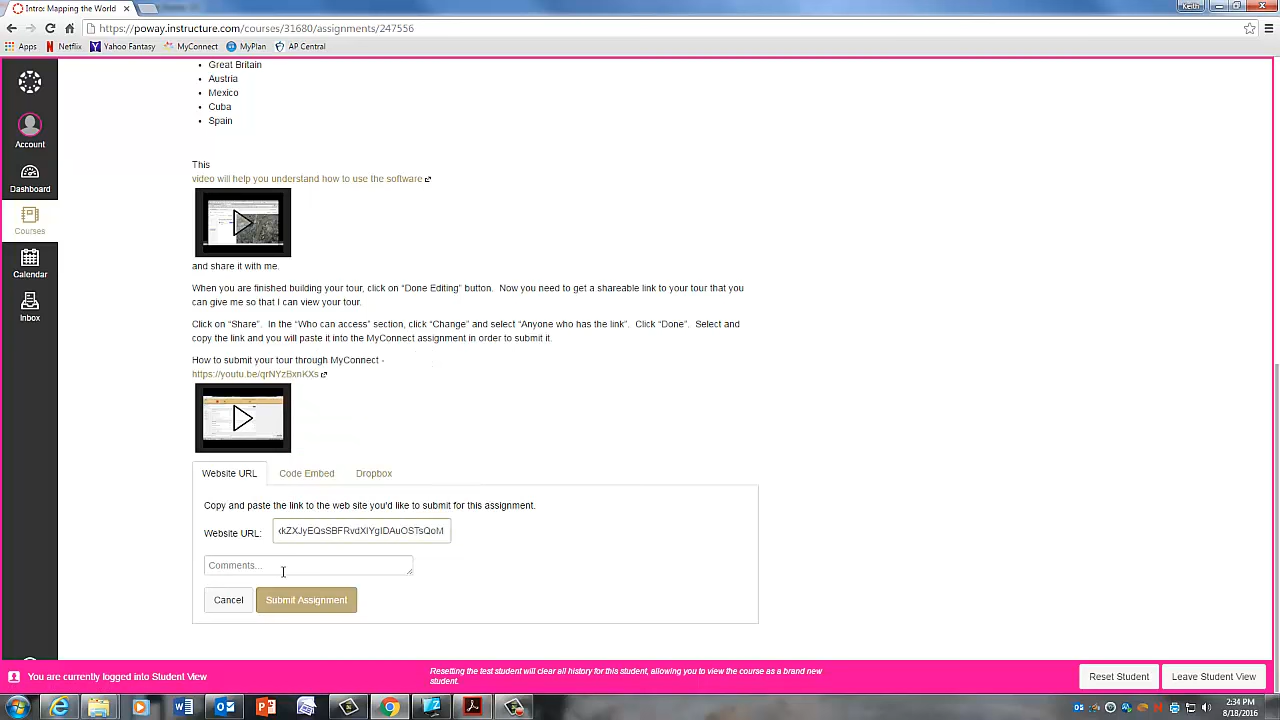 Intro: Mapping the World
Keith
https://poway.instructure.com/courses/31680/assignments/247556
Apps Netflix Yahoo Fantasy MyConnect MyPlan AP Central
Great Britain
Austria
Mexico
Cuba
Spain
Account
Dashboard
Courses
Calendar
Inbox
This
video will help you understand how to use the software
and share it with me.
When you are finished building your tour, click on “Done Editing” button. Now you need to get a shareable link to your tour that you
can give me so that I can view your tour.
Click on “Share”. In the “Who can access” section, click “Change” and select “Anyone who has the link”. Click “Done”. Select and
copy the link and you will paste it into the MyConnect assignment in order to submit it.
How to submit your tour through MyConnect -
https://youtu.be/qrNYzBxnKXs
Website URL Code Embed Dropbox
Copy and paste the link to the web site you'd like to submit for this assignment.
Website URL:
Comments...
Cancel Submit Assignment
You are currently logged into Student View
Resetting the test student will clear all history for this student, allowing you to view the course as a brand new
student.
Reset Student Leave Student View
2:34 PM
8/18/2016